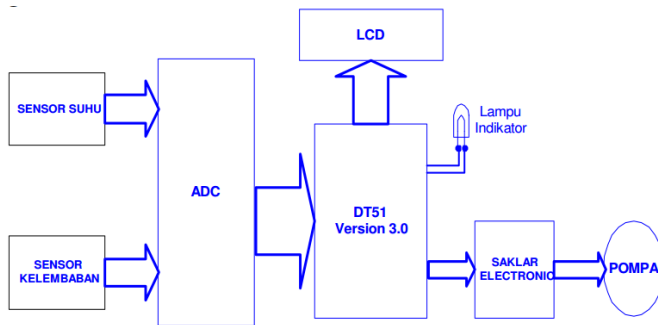 LCD
SENSOR SUHU
Lampu
Indikator
ADC
DT51
Version 3.0
SENSOR
KELEMBABAN
SAKLAR
ELECTRONIC
POMPA